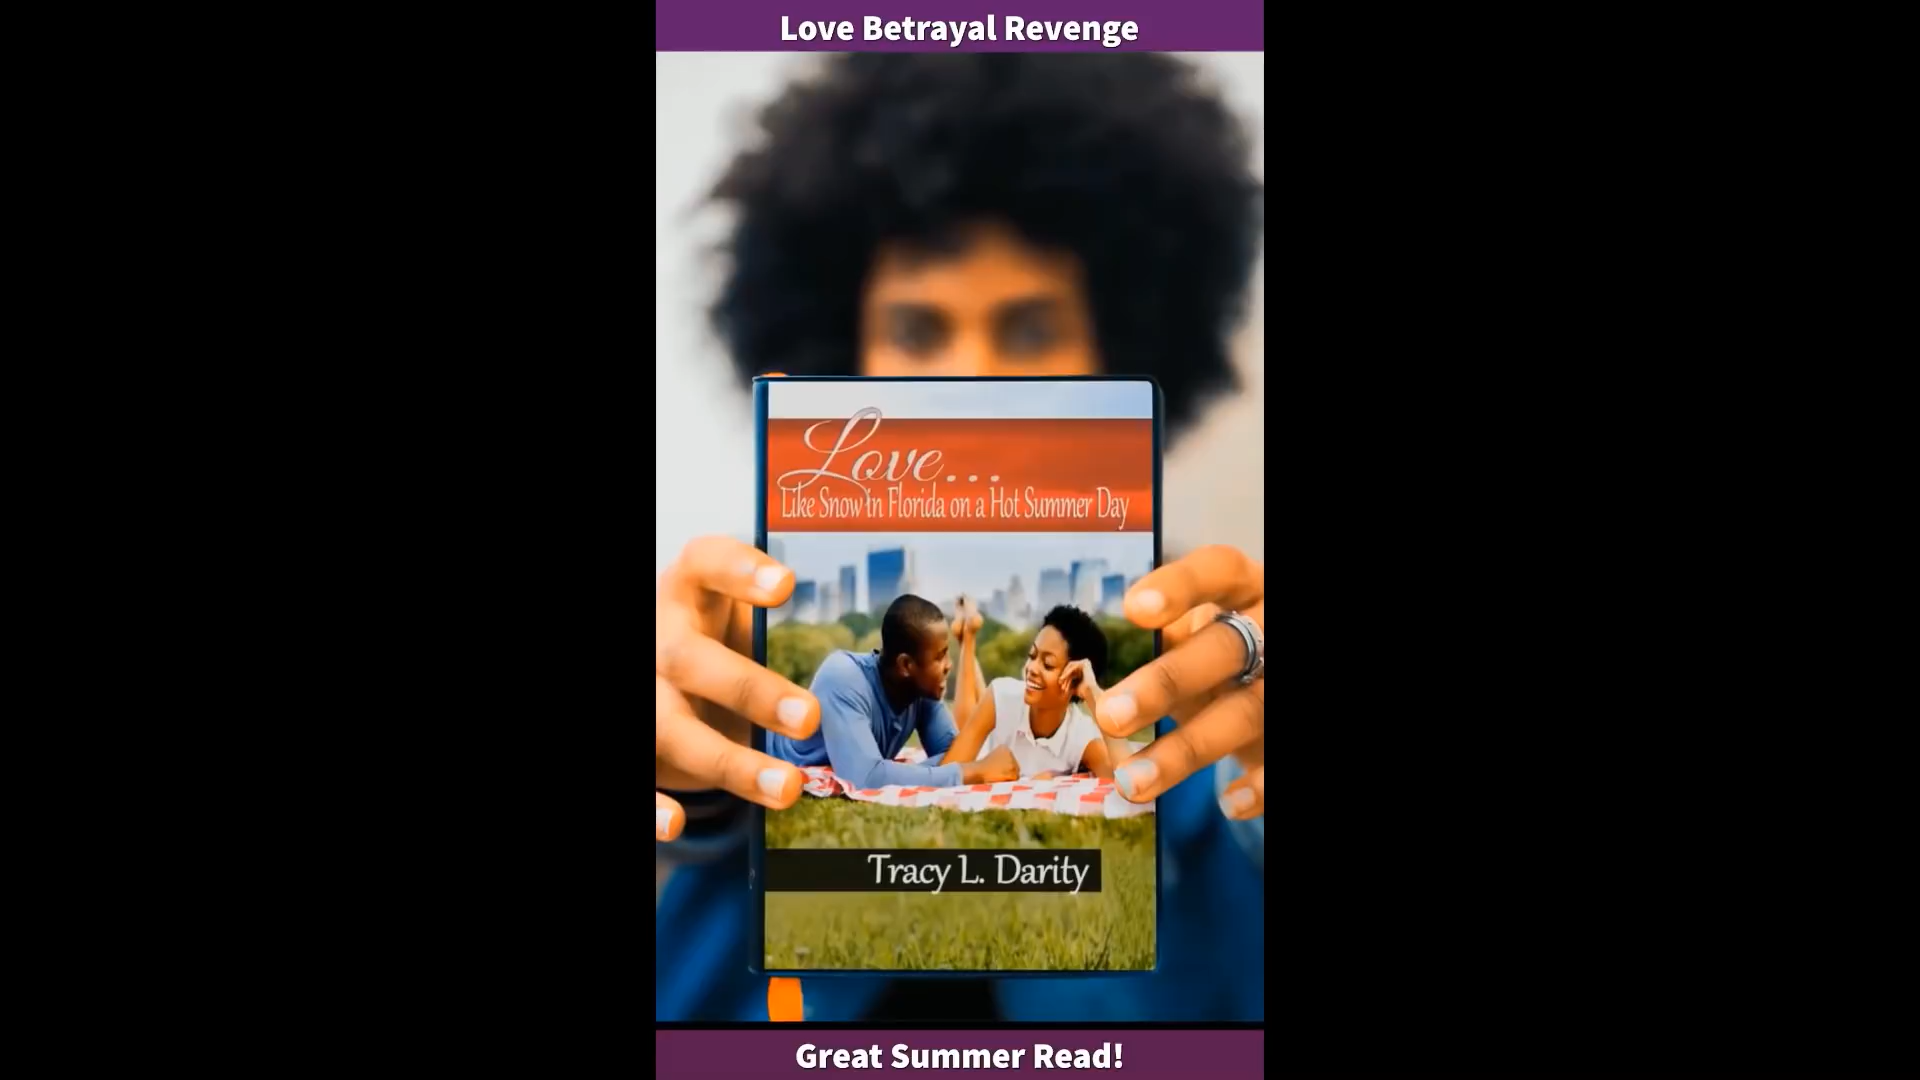 Love Betrayal Revenge
Love...
Like Snow in Florida on a Hot Summer Day
Tracy L. Darity
Great Summer Read!